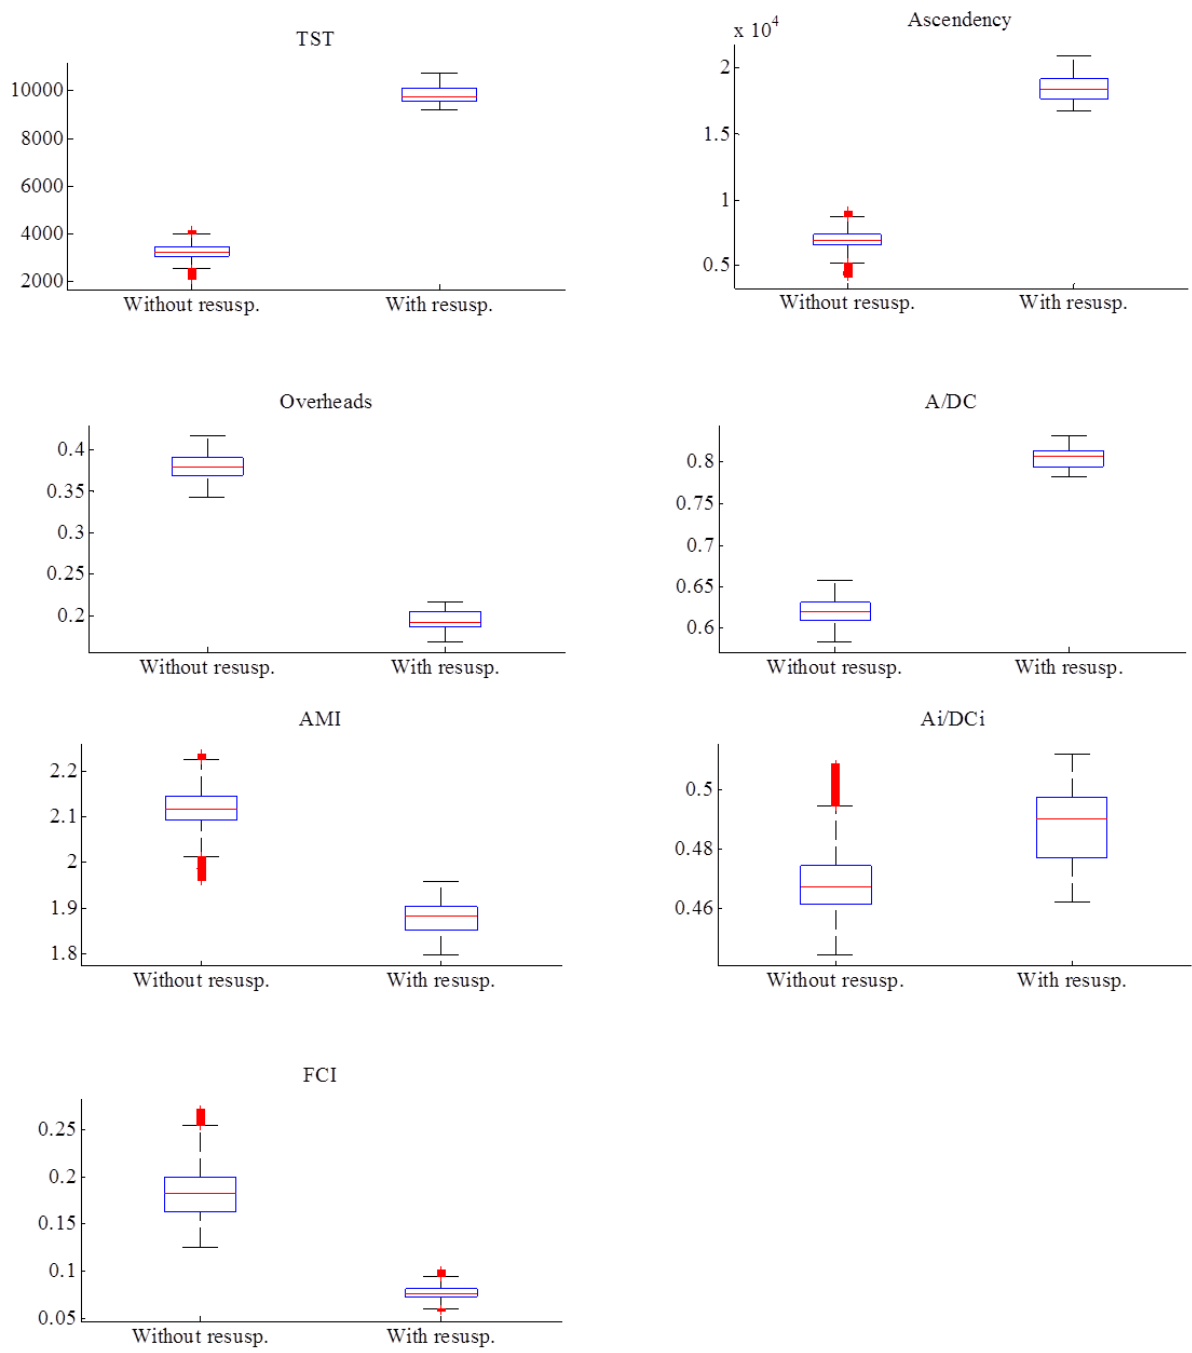 TST
10000
8000
6000
4000
2000
Without resusp. With resusp.
Ascendency
x 10^4
2
1.5
1
0.5
Without resusp. With resusp.
Overheads
0.4
0.35
0.3
0.25
0.2
Without resusp. With resusp.
A/DC
0.8
0.75
0.7
0.65
0.6
Without resusp. With resusp.
AMI
2.2
2.1
2
1.9
1.8
Without resusp. With resusp.
Ai/DCi
0.5
0.48
0.46
Without resusp. With resusp.
FCI
0.25
0.2
0.15
0.1
0.05
Without resusp. With resusp.